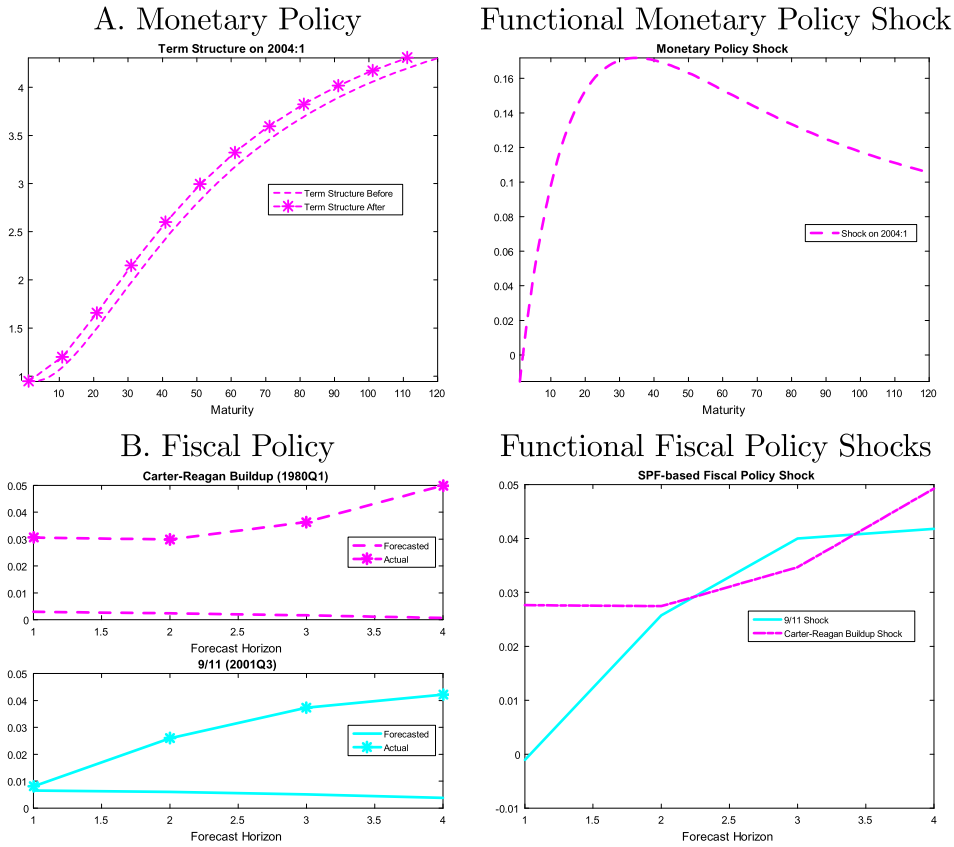 A. Monetary Policy
Functional Monetary Policy Shock
Term Structure on 2004:1
4
3.5
3
2.5
2
1.5
1
10 20 30 40 50 60 70 80 90 100 110 120
Maturity
Term Structure Before
Term Structure After
Monetary Policy Shock
0.16
0.14
0.12
0.1
0.08
0.06
0.04
0.02
0
10 20 30 40 50 60 70 80 90 100 110 120
Maturity
Shock on 2004:1
B. Fiscal Policy
Functional Fiscal Policy Shocks
Carter-Reagan Buildup (1980Q1)
0.05
0.04
0.03
0.02
0.01
0
1 1.5 2 2.5 3 3.5 4
Forecast Horizon
Forecasted
Actual
9/11 (2001Q3)
0.05
0.04
0.03
0.02
0.01
0
1 1.5 2 2.5 3 3.5 4
Forecast Horizon
Forecasted
Actual
SPF-based Fiscal Policy Shock
0.05
0.04
0.03
0.02
0.01
0
-0.01
1 1.5 2 2.5 3 3.5 4
Forecast Horizon
9/11 Shock
Carter-Reagan Buildup Shock